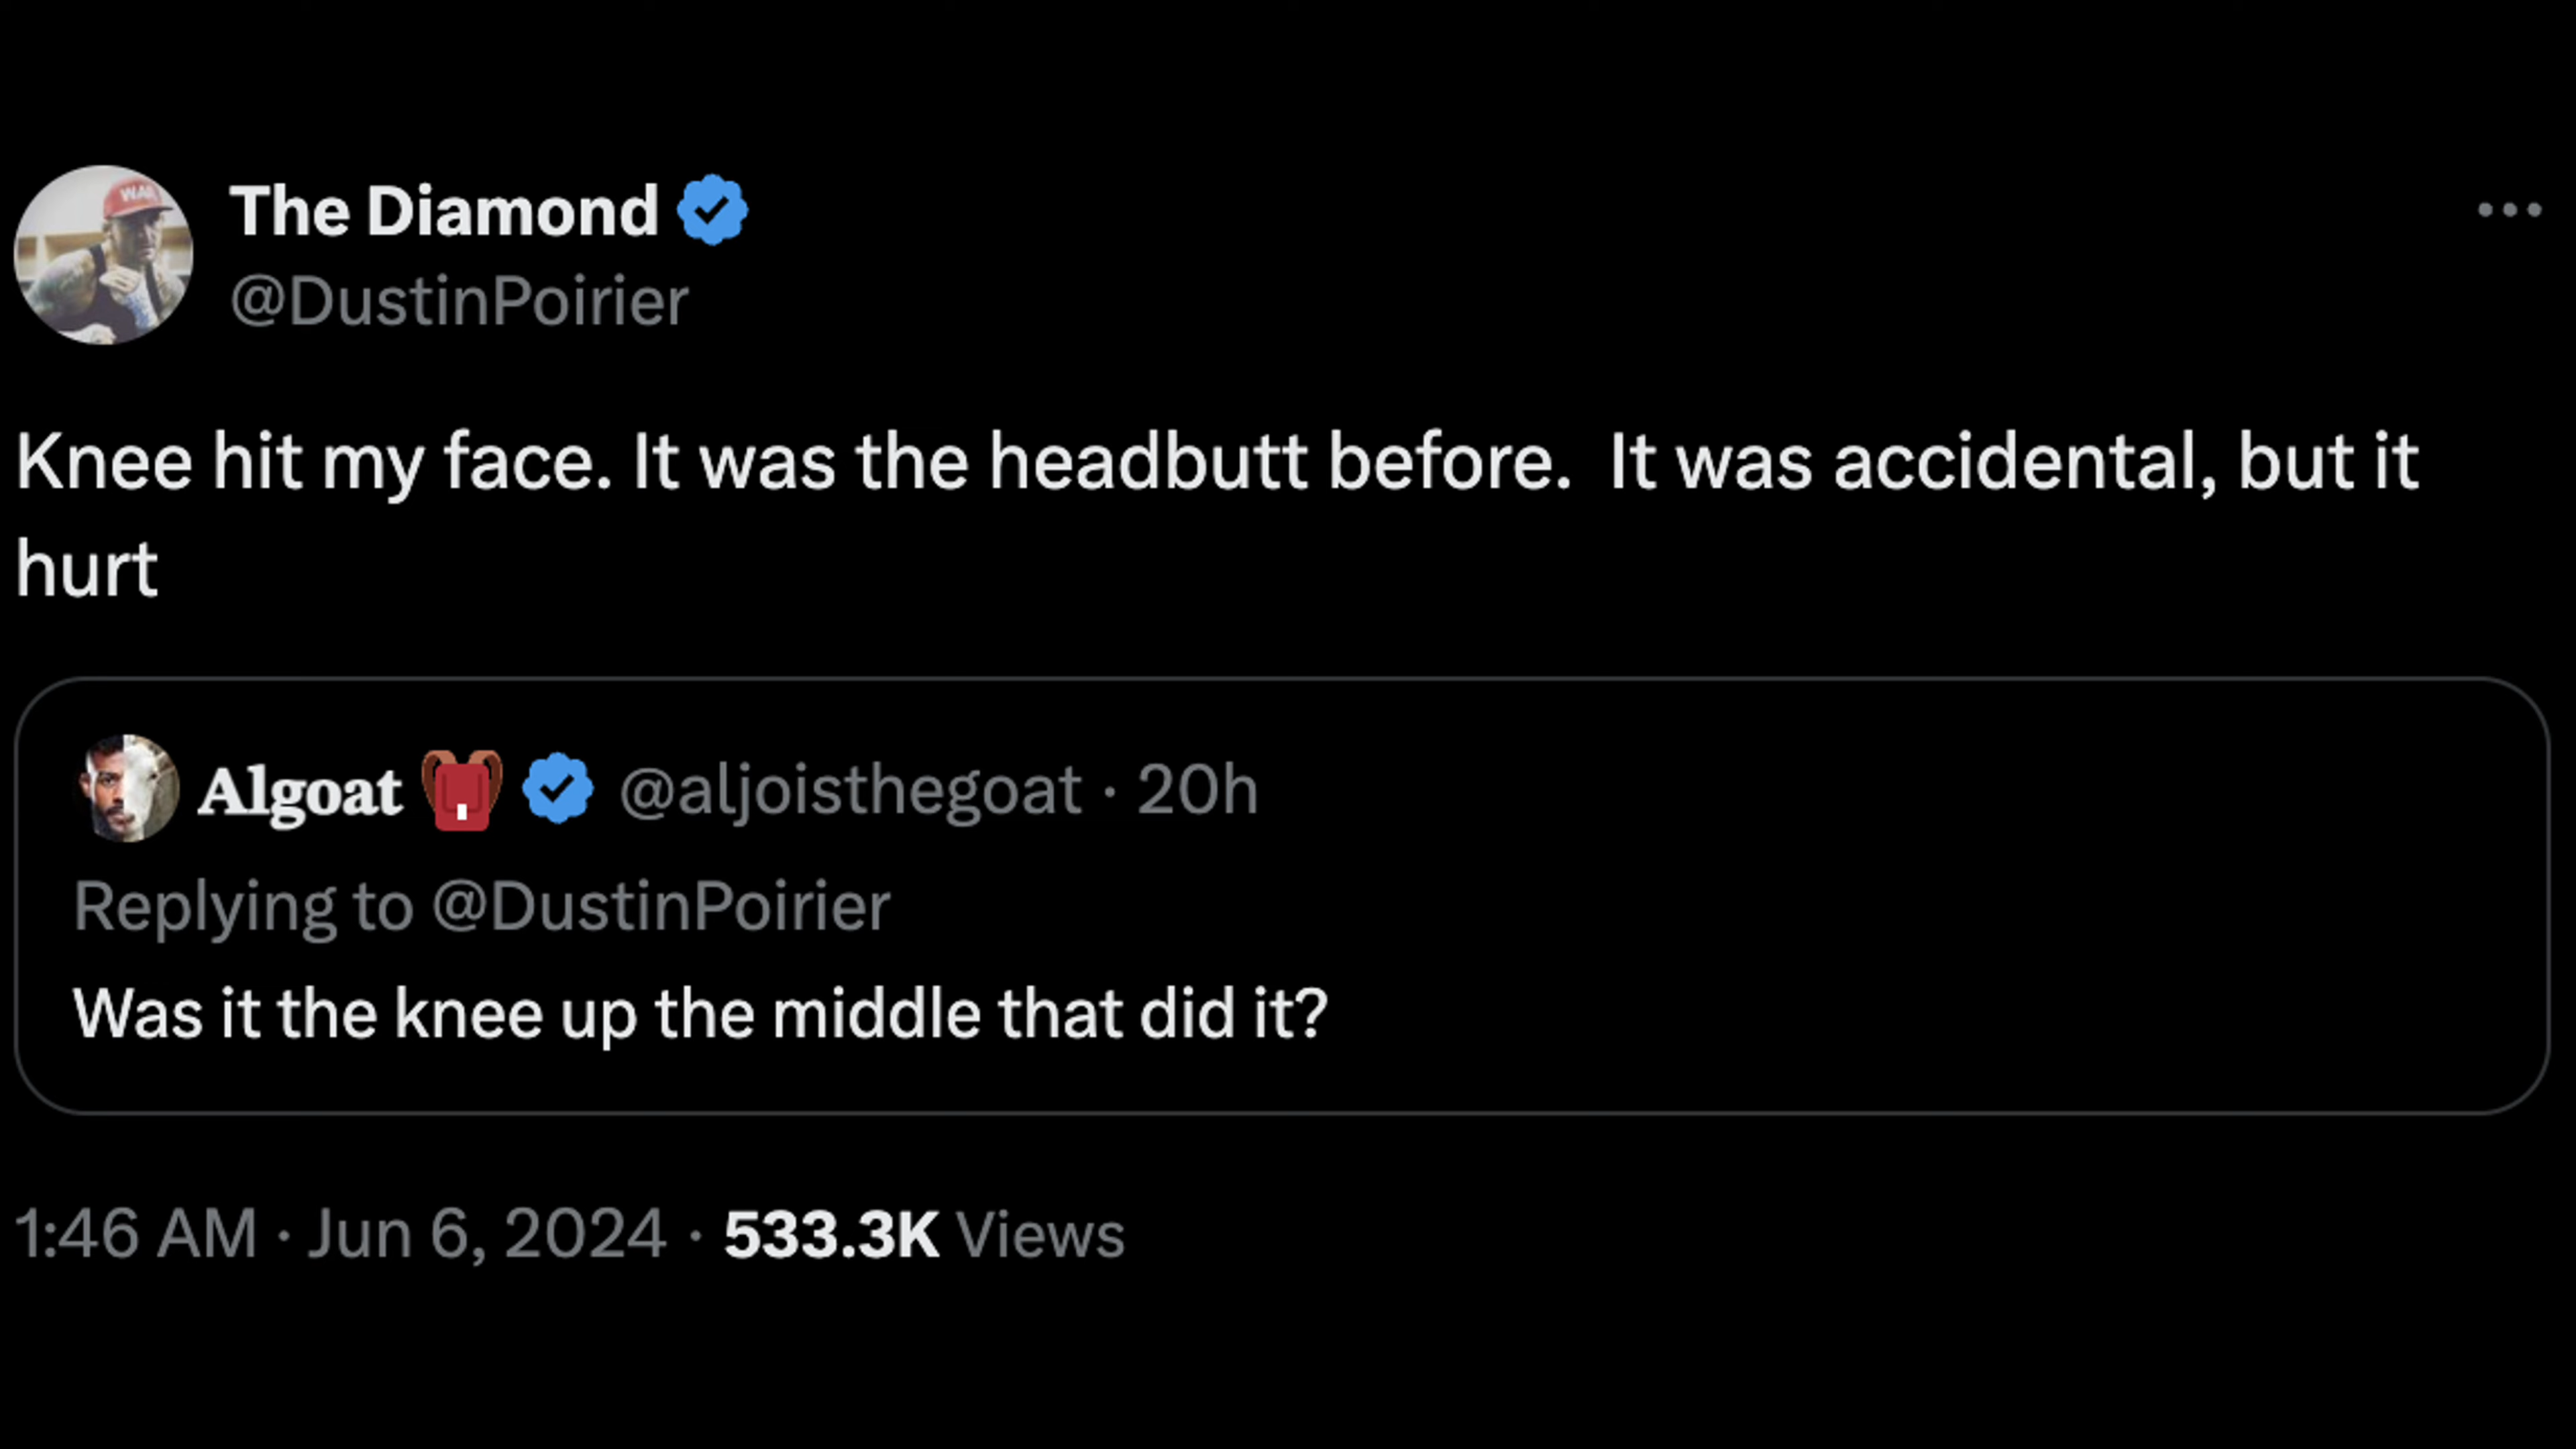 The Diamond
@DustinPoirier
Knee hit my face. It was the headbutt before.  It was accidental, but it
hurt
Algoat @aljoisthegoat · 20h
Replying to @DustinPoirier
Was it the knee up the middle that did it?
1:46 AM · Jun 6, 2024 · 533.3K Views